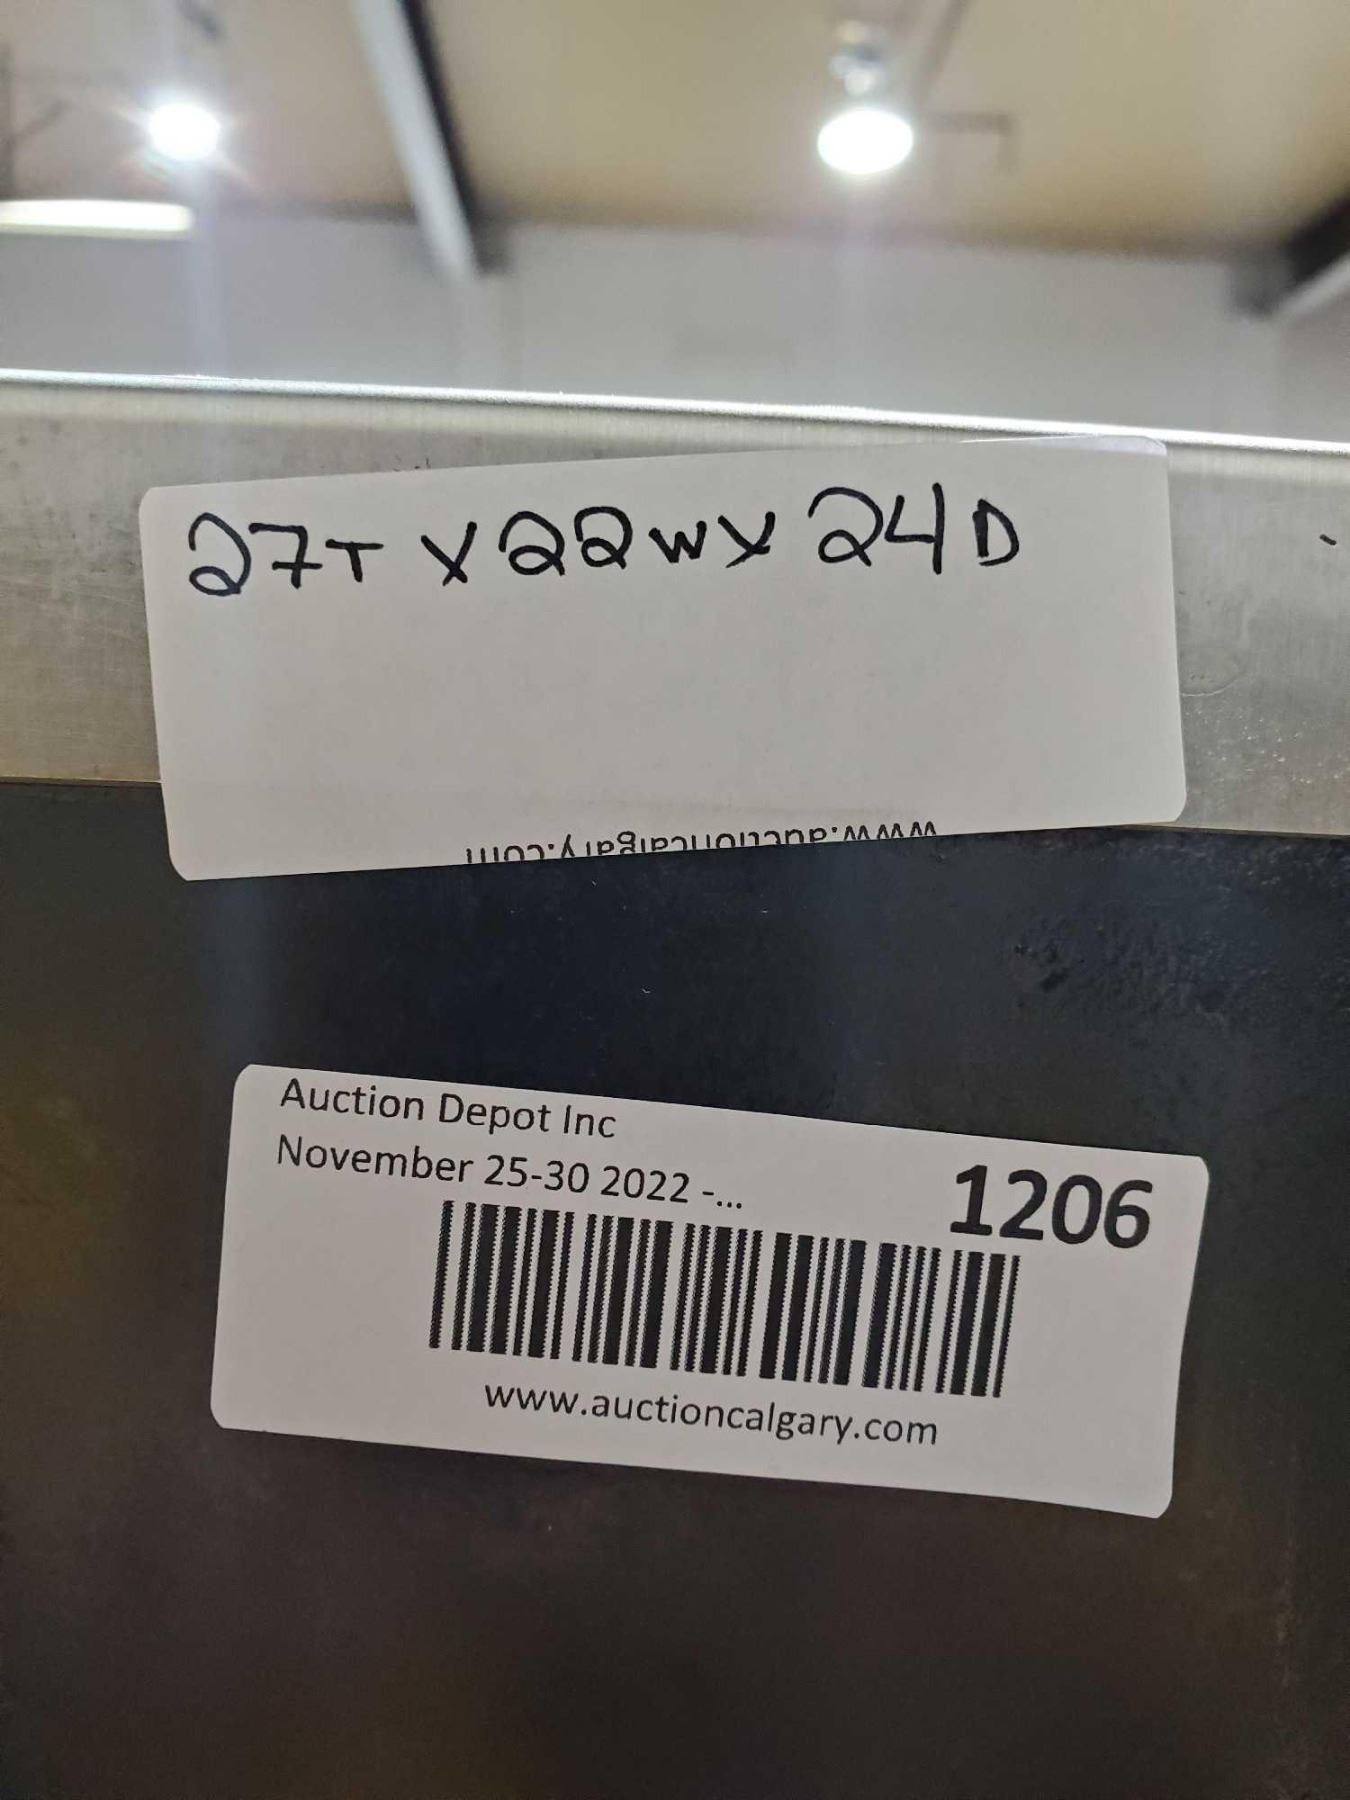 27T X 22W X 24D
www.auctioncalgary.com
Auction Depot Inc
November 25-30 2022 -...
1206
www.auctioncalgary.com